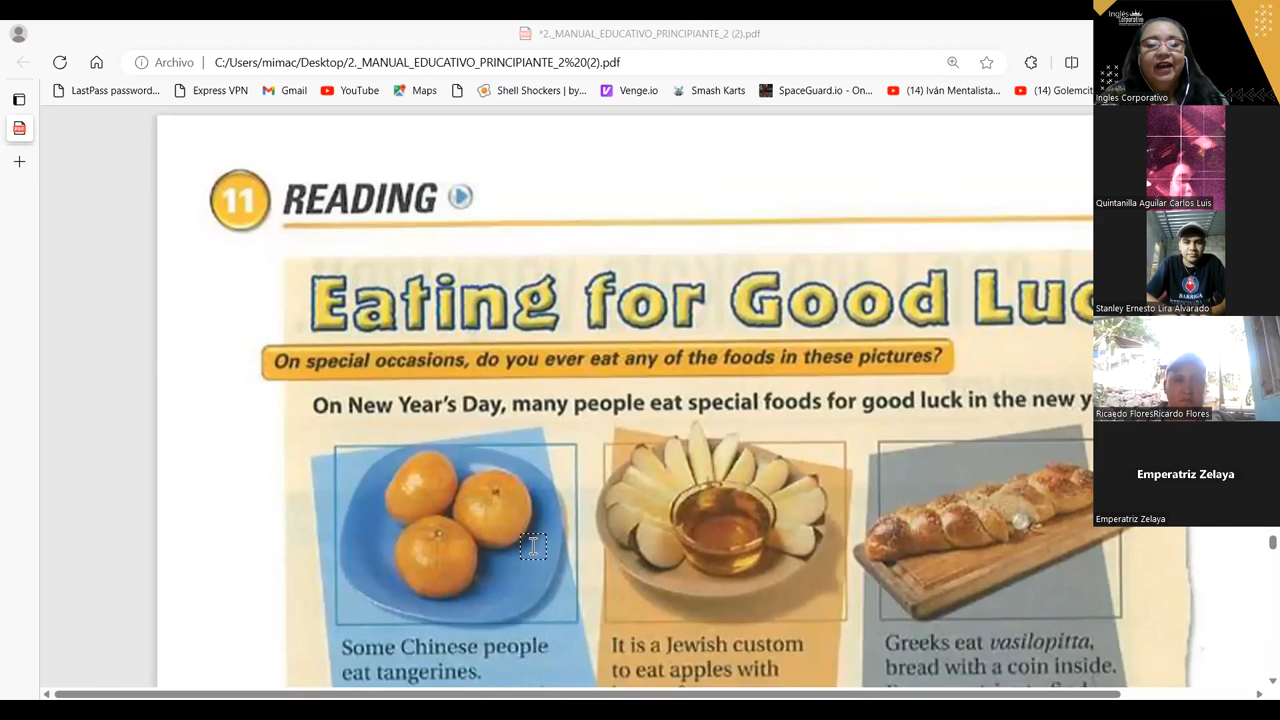 *2._MANUAL_EDUCATIVO_PRINCIPIANTE_2 (2).pdf
Archivo
C:/Users/mimac/Desktop/2._MANUAL_EDUCATIVO_PRINCIPIANTE_2%20(2).pdf
LastPass password...
Express VPN
Gmail
YouTube
Maps
Shell Shockers | by...
Venge.io
Smash Karts
SpaceGuard.io - On...
(14) Iván Mentalista...
(14) Golemcit
11 READING
Eating for Good Luc
On special occasions, do you ever eat any of the foods in these pictures?
On New Year's Day, many people eat special foods for good luck in the new y
Some Chinese people
eat tangerines.
It is a Jewish custom
to eat apples with
Greeks eat vasilopitta,
bread with a coin inside.
Inglés
Corporativo
Ingles Corporativo
Quintanilla Aguilar Carlos Luis
BARRIGA
Stanley Ernesto Lira Alvarado
Ricaedo FloresRicardo Flores
Emperatriz Zelaya
Emperatriz Zelaya